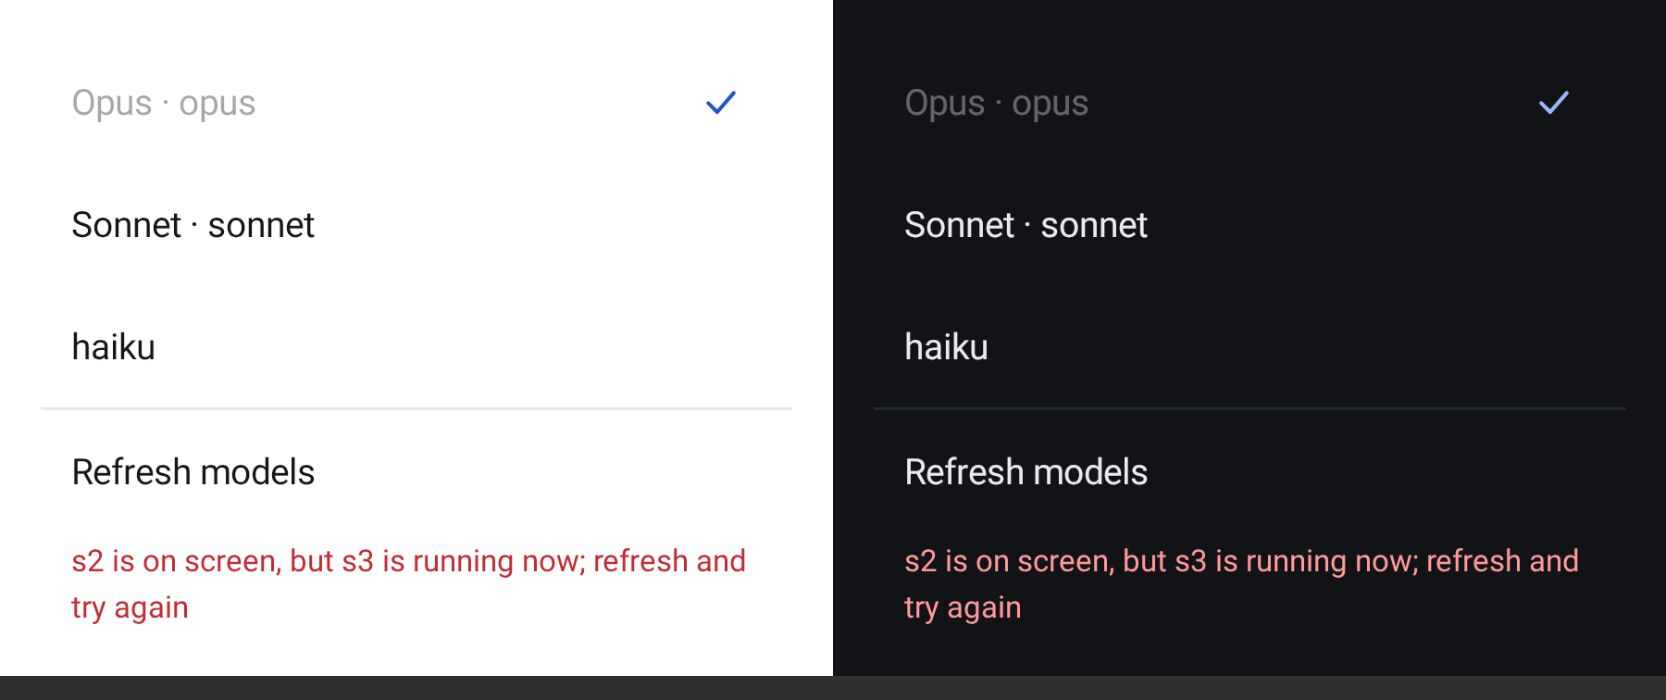 Opus · opus
Sonnet · sonnet
haiku
Refresh models
s2 is on screen, but s3 is running now; refresh and
try again
Opus · opus
Sonnet · sonnet
haiku
Refresh models
s2 is on screen, but s3 is running now; refresh and
try again